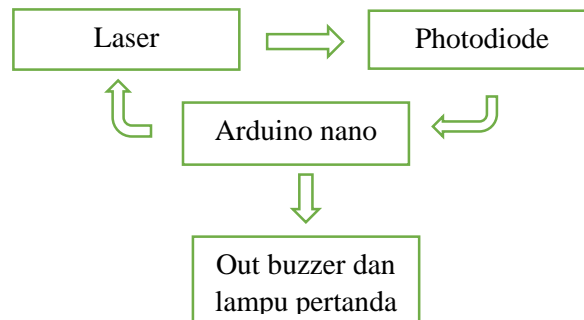 Laser
Photodiode
Arduino nano
Out buzzer dan
lampu pertanda